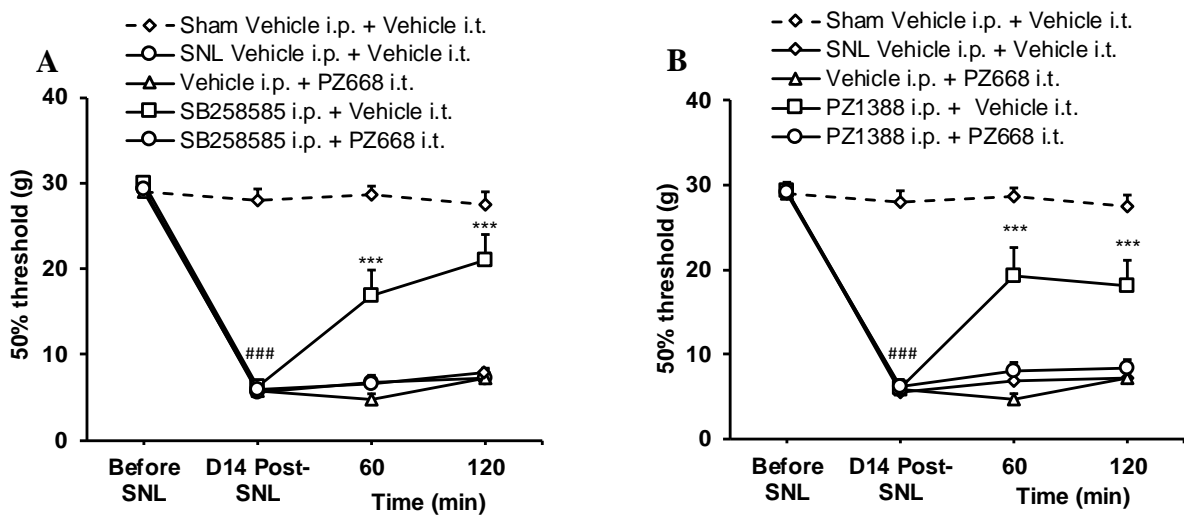 A
Sham Vehicle i.p. + Vehicle i.t.
SNL Vehicle i.p. + Vehicle i.t.
Vehicle i.p. + PZ668 i.t.
SB258585 i.p. + Vehicle i.t.
SB258585 i.p. + PZ668 i.t.
50% threshold (g)
40
30
20
10
0
###
***
***
Before SNL
D14 Post-SNL
60
120
Time (min)
B
Sham Vehicle i.p. + Vehicle i.t.
SNL Vehicle i.p. + Vehicle i.t.
Vehicle i.p. + PZ668 i.t.
PZ1388 i.p. + Vehicle i.t.
PZ1388 i.p. + PZ668 i.t.
50% threshold (g)
40
30
20
10
0
###
***
***
Before SNL
D14 Post-SNL
60
120
Time (min)